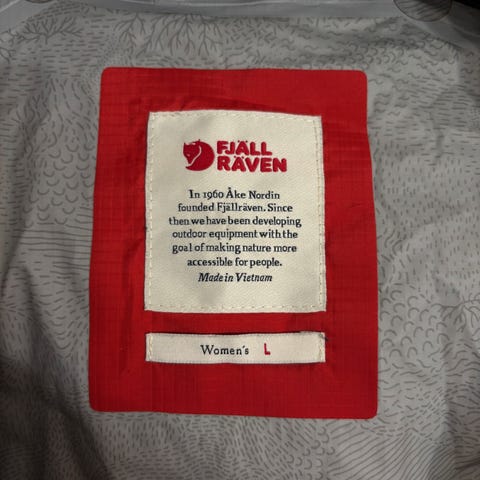 FJÄLL
RÄVEN
In 1960 Åke Nordin
founded Fjällräven. Since
then we have been developing
outdoor equipment with the
goal of making nature more
accessible for people.
Made in Vietnam
Women's L